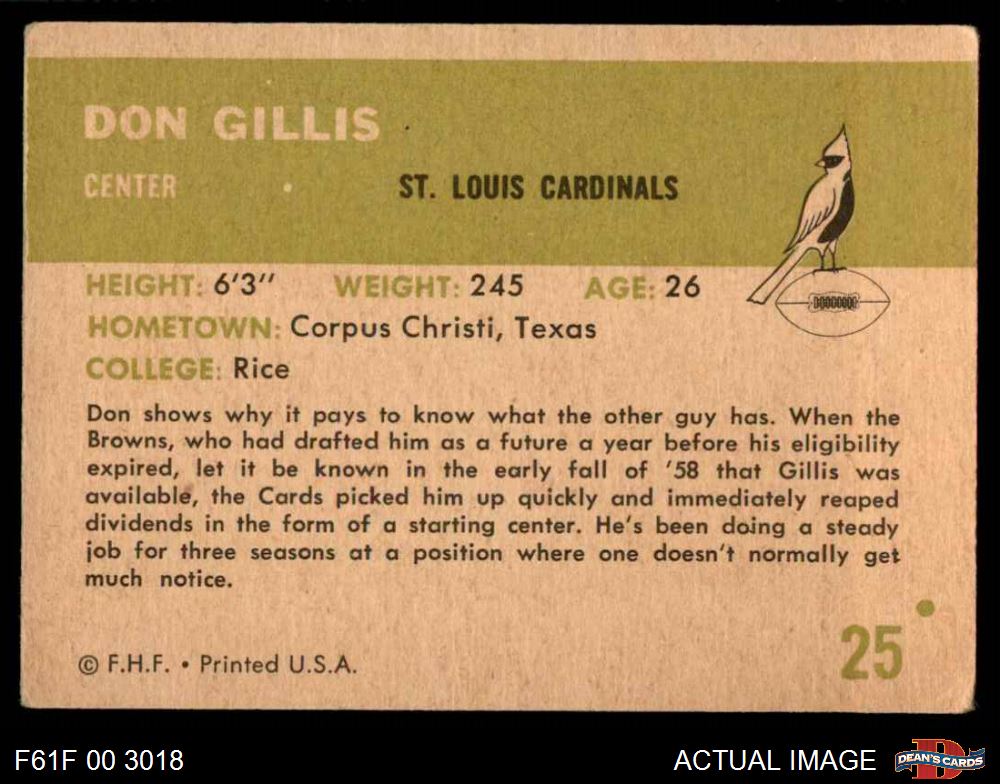 DON GILLIS
CENTER
ST. LOUIS CARDINALS
HEIGHT: 6'3" WEIGHT: 245 AGE: 26
HOMETOWN: Corpus Christi, Texas
COLLEGE: Rice
Don shows why it pays to know what the other guy has. When the
Browns, who had drafted him as a future a year before his eligibility
expired, let it be known in the early fall of '58 that Gillis was
available, the Cards picked him up quickly and immediately reaped
dividends in the form of a starting center. He's been doing a steady
job for three seasons at a position where one doesn't normally get
much notice.
© F.H.F. • Printed U.S.A.
25
F61F 00 3018
ACTUAL IMAGE
D
DEAN'S CARDS